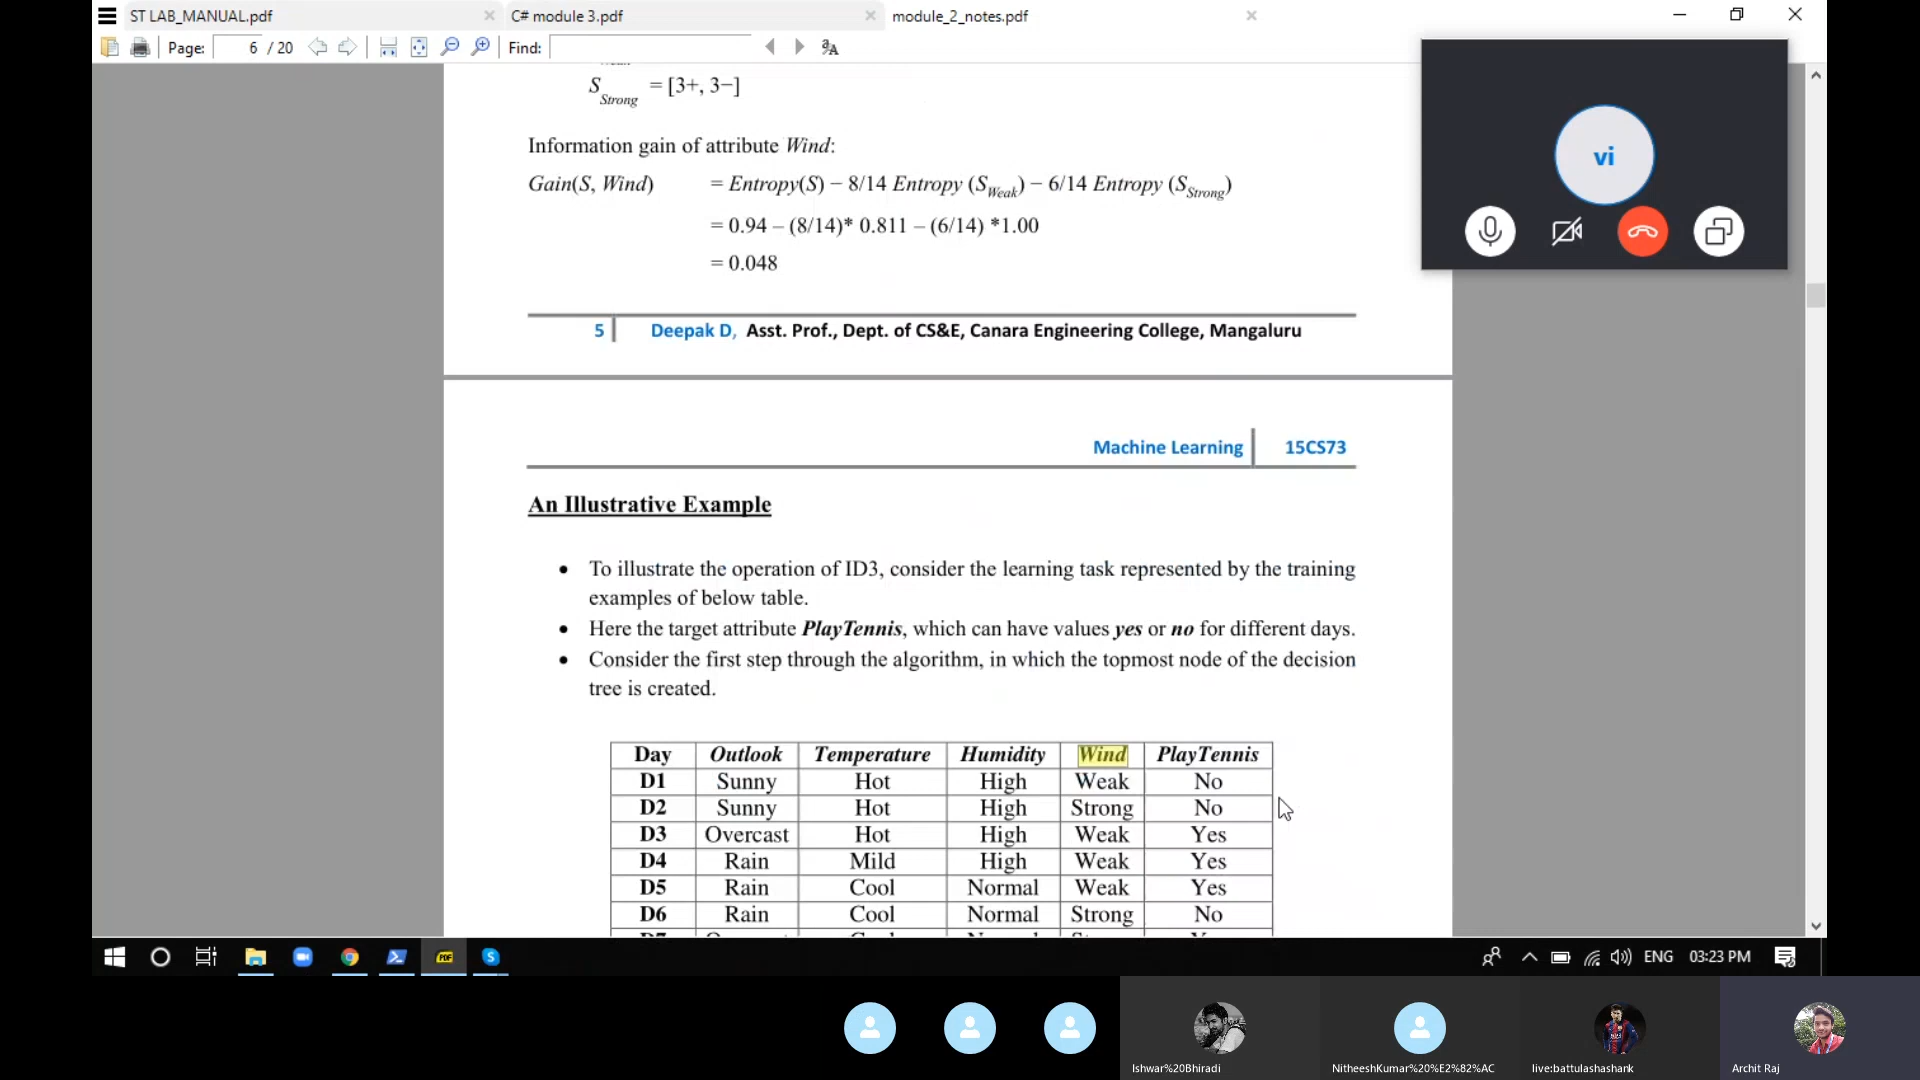 ST LAB_MANUAL.pdf
C# module 3.pdf
module_2_notes.pdf
Page: 6 / 20 Find:
S Strong = [3+, 3−]
Information gain of attribute Wind:
Gain(S, Wind) = Entropy(S) − 8/14 Entropy (S Weak) − 6/14 Entropy (S Strong)
= 0.94 – (8/14)* 0.811 – (6/14) *1.00
= 0.048
vi
5 Deepak D, Asst. Prof., Dept. of CS&E, Canara Engineering College, Mangaluru
Machine Learning 15CS73
An Illustrative Example
• To illustrate the operation of ID3, consider the learning task represented by the training
examples of below table.
• Here the target attribute PlayTennis, which can have values yes or no for different days.
• Consider the first step through the algorithm, in which the topmost node of the decision
tree is created.
Day Outlook Temperature Humidity Wind PlayTennis
D1 Sunny Hot High Weak No
D2 Sunny Hot High Strong No
D3 Overcast Hot High Weak Yes
D4 Rain Mild High Weak Yes
D5 Rain Cool Normal Weak Yes
D6 Rain Cool Normal Strong No
ENG 03:23 PM
Ishwar%20Bhiradi
NitheeshKumar%20%E2%82%AC
live:battulashashank
Archit Raj